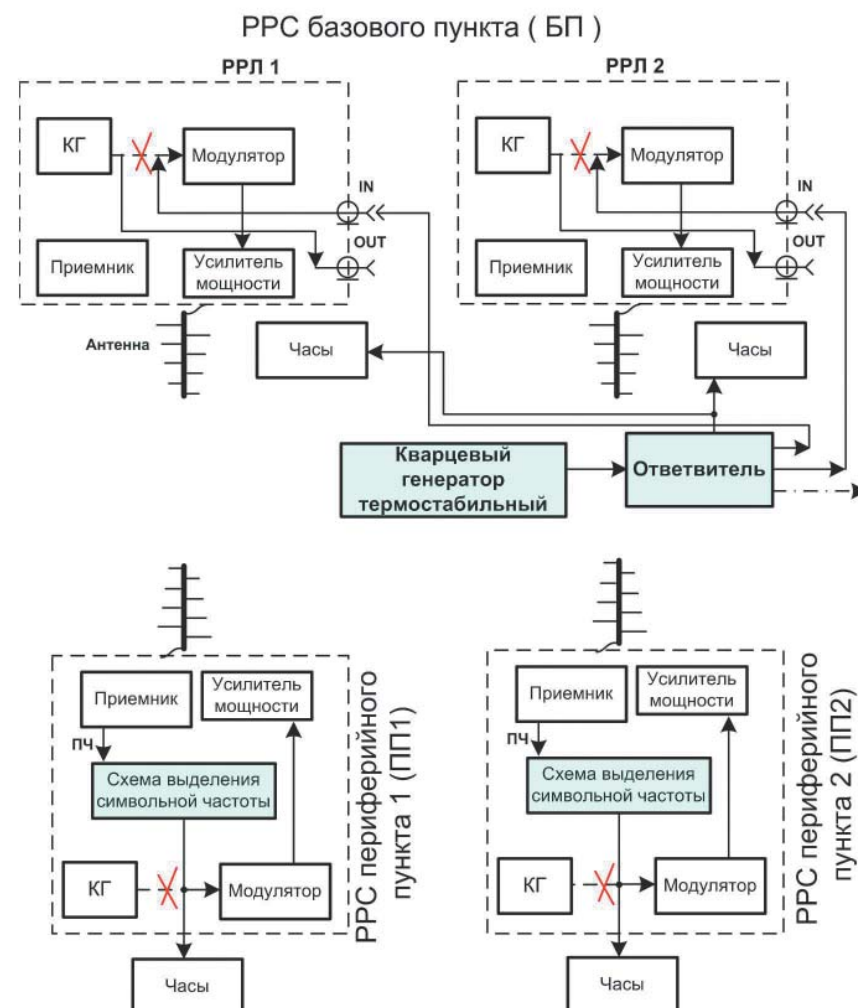 РРС базового пункта ( БП )
РРЛ 1
РРЛ 2
КГ
Модулятор
IN
OUT
Приемник
Усилитель
мощности
КГ
Модулятор
IN
OUT
Приемник
Усилитель
мощности
Антенна
Часы
Часы
Кварцевый
генератор
термостабильный
Ответвитель
Приемник
Усилитель
мощности
ПЧ
Схема выделения
символьной частоты
КГ
Модулятор
Часы
РРС периферийного
пункта 1 (ПП1)
Приемник
Усилитель
мощности
ПЧ
Схема выделения
символьной частоты
КГ
Модулятор
Часы
РРС периферийного
пункта 2 (ПП2)